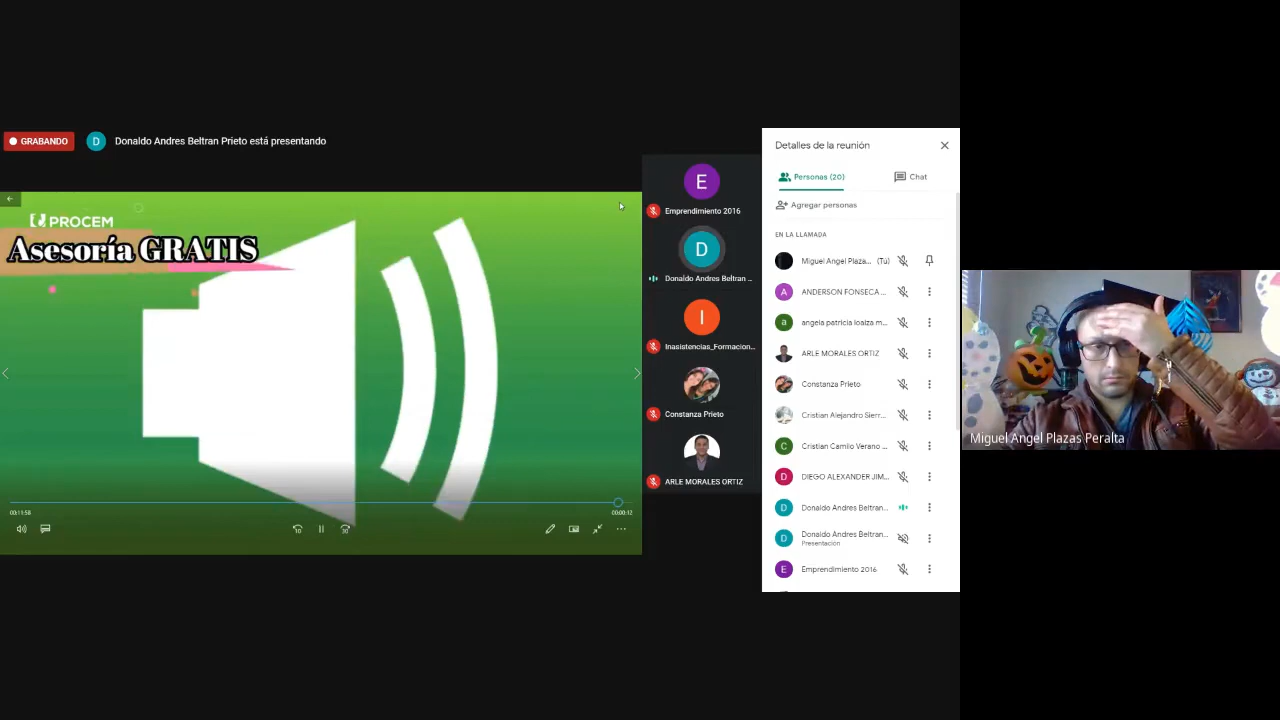 GRABANDO
D
Donaldo Andres Beltran Prieto está presentando
PROCEM
Asesoría GRATIS
00:11:58
00:00:12
10
30
E
Emprendimiento 2016
D
Donaldo Andres Beltran ...
I
Inasistencias_Formacion...
Constanza Prieto
ARLE MORALES ORTIZ
Detalles de la reunión
Personas (20)
Chat
Agregar personas
EN LA LLAMADA
Miguel Angel Plaza... (Tú)
A ANDERSON FONSECA ...
a angela patricia loaiza m...
ARLE MORALES ORTIZ
Constanza Prieto
Cristian Alejandro Sierr...
C Cristian Camilo Verano ...
D DIEGO ALEXANDER JIM...
D Donaldo Andres Beltran...
D Donaldo Andres Beltran...
Presentación
E Emprendimiento 2016
Miguel Angel Plazas Peralta